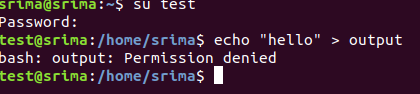 srima@srima:~$ su test
Password:
test@srima:/home/srima$ echo "hello" > output
bash: output: Permission denied
test@srima:/home/srima$